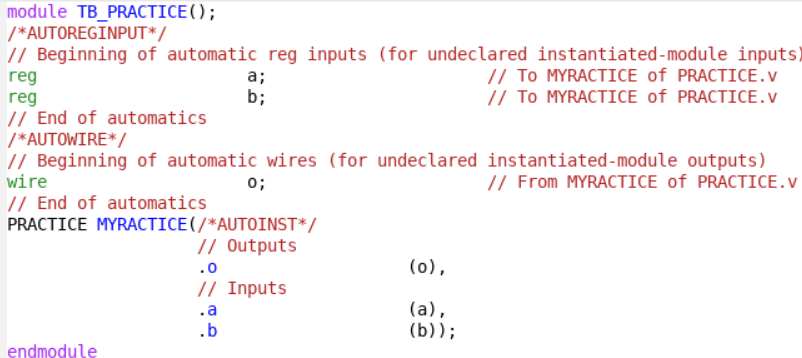 module TB_PRACTICE();
/*AUTOREGINPUT*/
// Beginning of automatic reg inputs (for undeclared instantiated-module inputs)
reg a; // To MYRACTICE of PRACTICE.v
reg b; // To MYRACTICE of PRACTICE.v
// End of automatics
/*AUTOWIRE*/
// Beginning of automatic wires (for undeclared instantiated-module outputs)
wire o; // From MYRACTICE of PRACTICE.v
// End of automatics
PRACTICE MYRACTICE(/*AUTOINST*/
// Outputs
.o (o),
// Inputs
.a (a),
.b (b));
endmodule